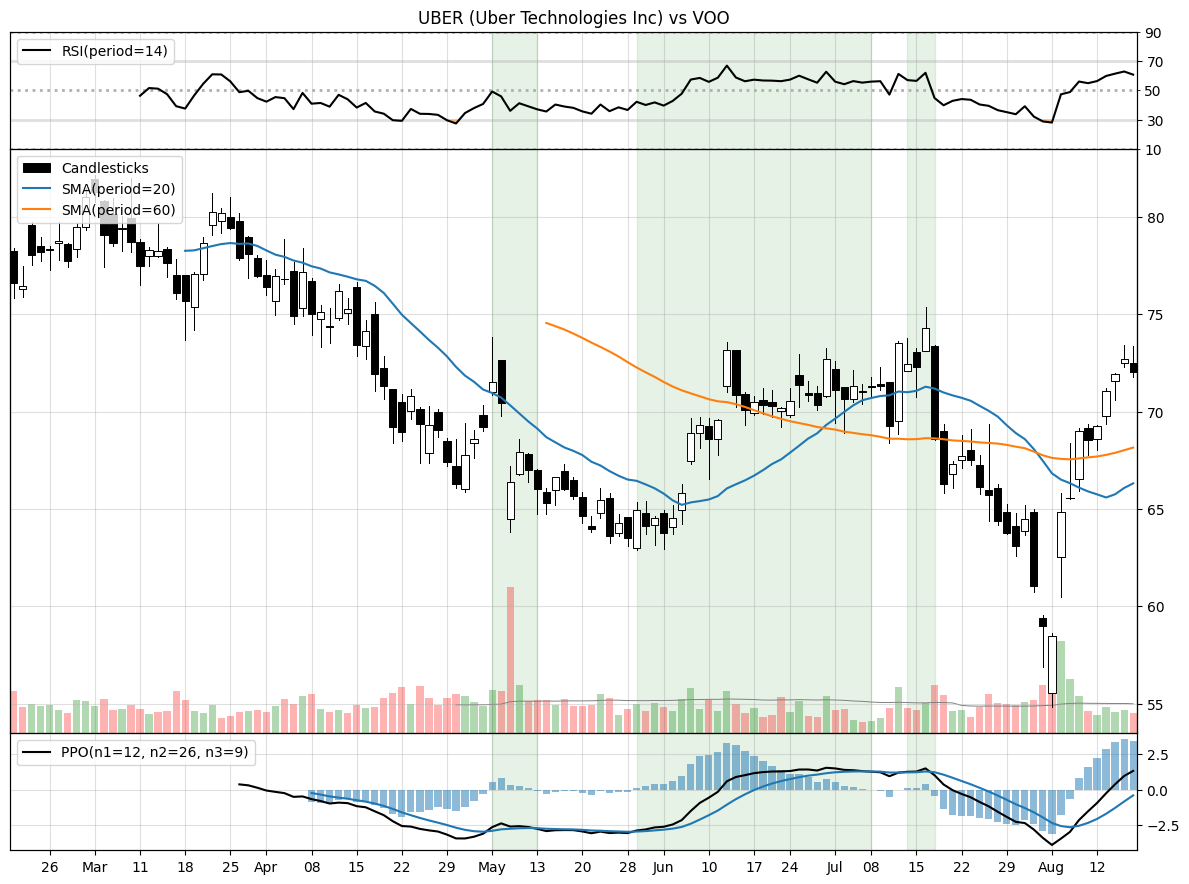 UBER (Uber Technologies Inc) vs VOO
RSI(period=14)
90
70
50
30
10
Candlesticks
SMA(period=20)
SMA(period=60)
80
75
70
65
60
55
PPO(n1=12, n2=26, n3=9)
2.5
0.0
−2.5
26 Mar 11 18 25 Apr 08 15 22 29 May 13 20 28 Jun 10 17 24 Jul 08 15 22 29 Aug 12